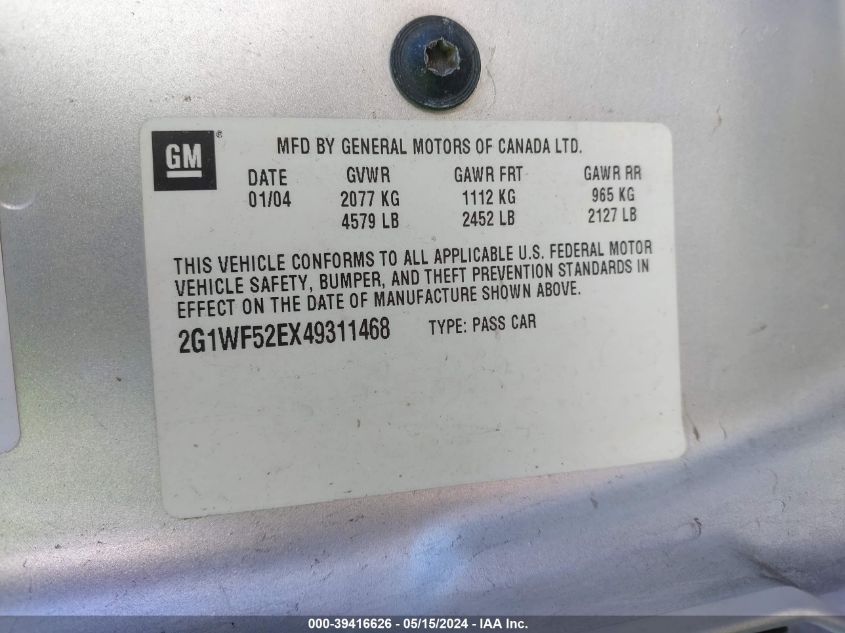 GM ®
MFD BY GENERAL MOTORS OF CANADA LTD.
DATE GVWR GAWR FRT GAWR RR
01/04 2077 KG 1112 KG 965 KG
4579 LB 2452 LB 2127 LB
THIS VEHICLE CONFORMS TO ALL APPLICABLE U.S. FEDERAL MOTOR
VEHICLE SAFETY, BUMPER, AND THEFT PREVENTION STANDARDS IN
EFFECT ON THE DATE OF MANUFACTURE SHOWN ABOVE.
2G1WF52EX49311468 TYPE: PASS CAR
000-39416626 - 05/15/2024 - IAA Inc.